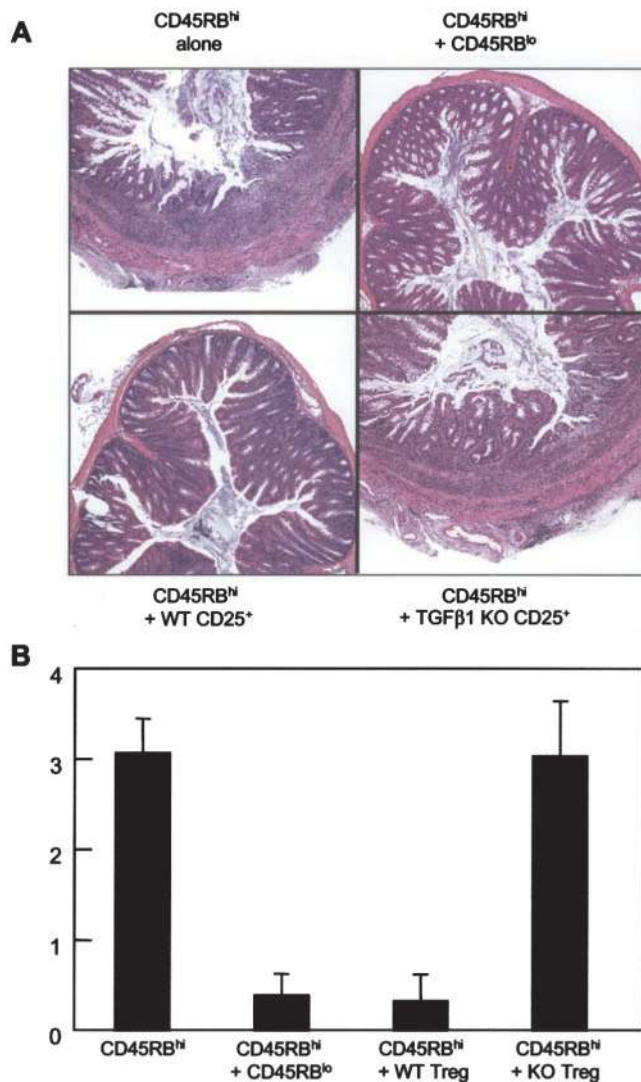 A
CD45RBʰⁱ
alone
CD45RBʰⁱ
+ CD45RBˡᵒ
CD45RBʰⁱ
+ WT CD25⁺
CD45RBʰⁱ
+ TGFβ1 KO CD25⁺
B
4
3
2
1
0
CD45RBʰⁱ
CD45RBʰⁱ
+ CD45RBˡᵒ
CD45RBʰⁱ
+ WT Treg
CD45RBʰⁱ
+ KO Treg